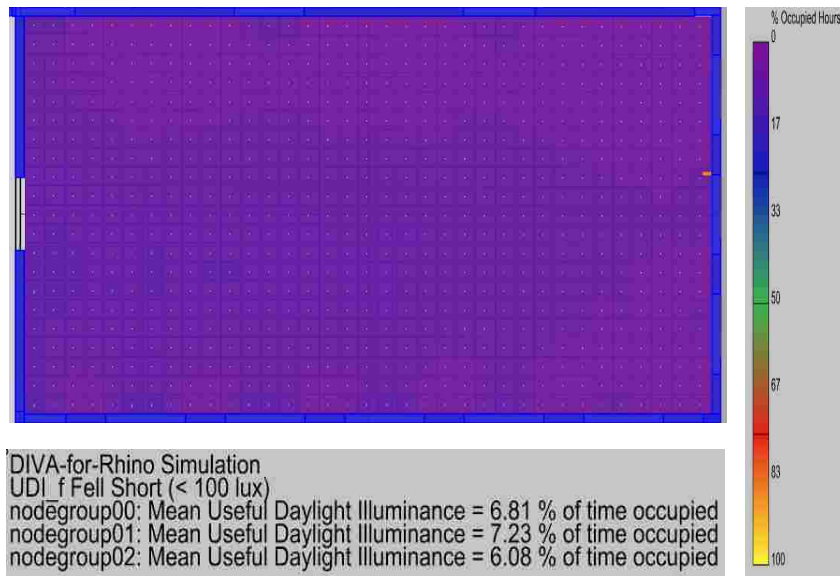 % Occupied Hours
0
17
33
50
67
83
100
DIVA-for-Rhino Simulation
UDI_f Fell Short (< 100 lux)
nodegroup00: Mean Useful Daylight Illuminance = 6.81 % of time occupied
nodegroup01: Mean Useful Daylight Illuminance = 7.23 % of time occupied
nodegroup02: Mean Useful Daylight Illuminance = 6.08 % of time occupied